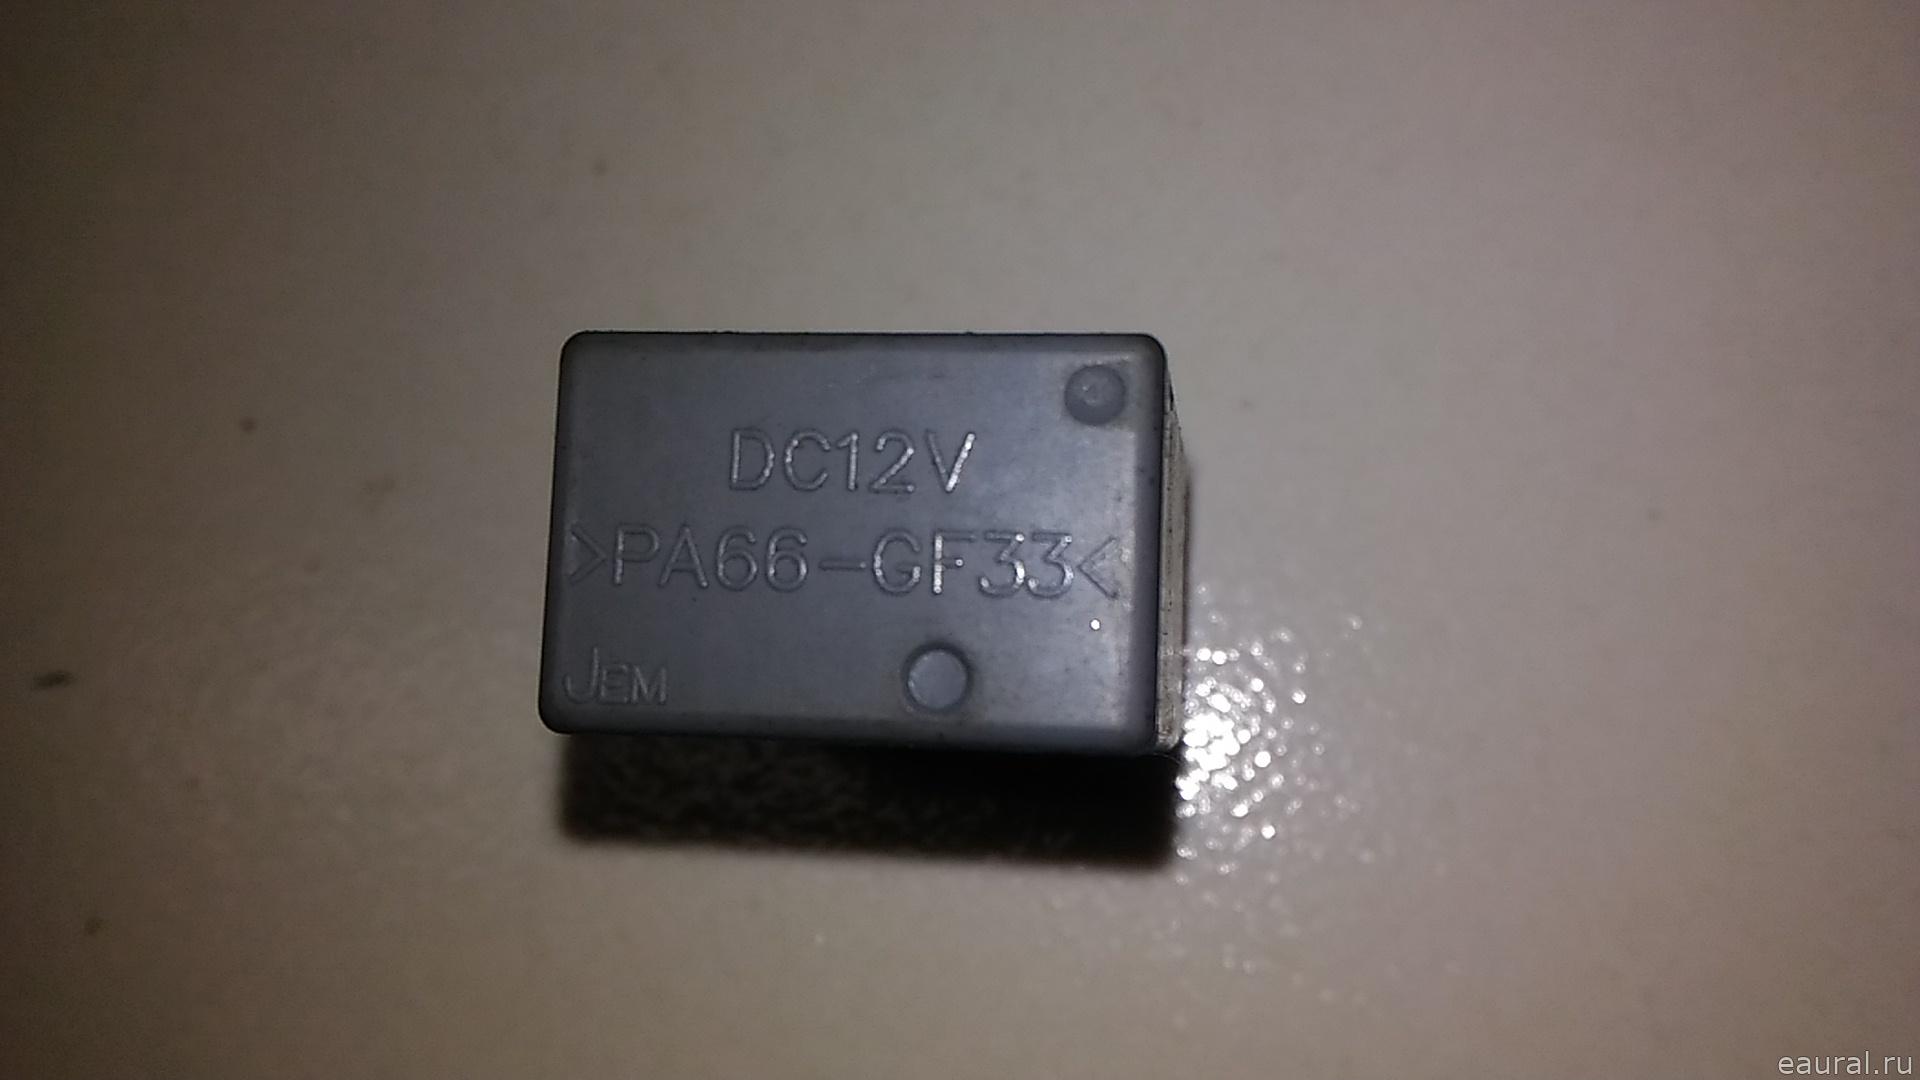 DC12V
>PA66-GF33<
JEM
eaural.ru